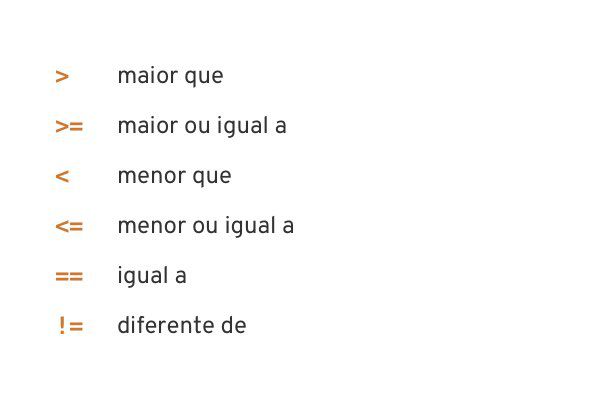 > maior que
>= maior ou igual a
< menor que
<= menor ou igual a
== igual a
!= diferente de